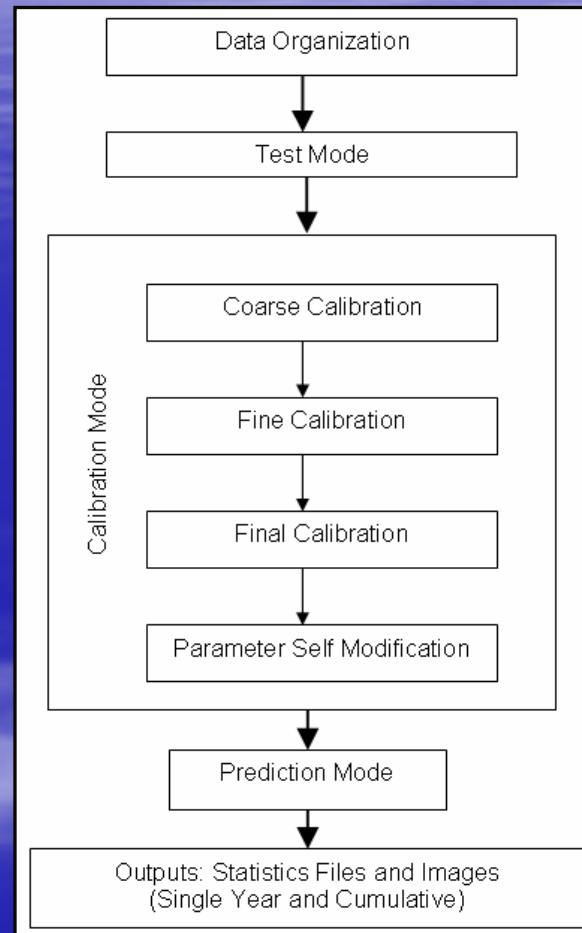 Data Organization
Test Mode
Calibration Mode
Coarse Calibration
Fine Calibration
Final Calibration
Parameter Self Modification
Prediction Mode
Outputs: Statistics Files and Images
(Single Year and Cumulative)